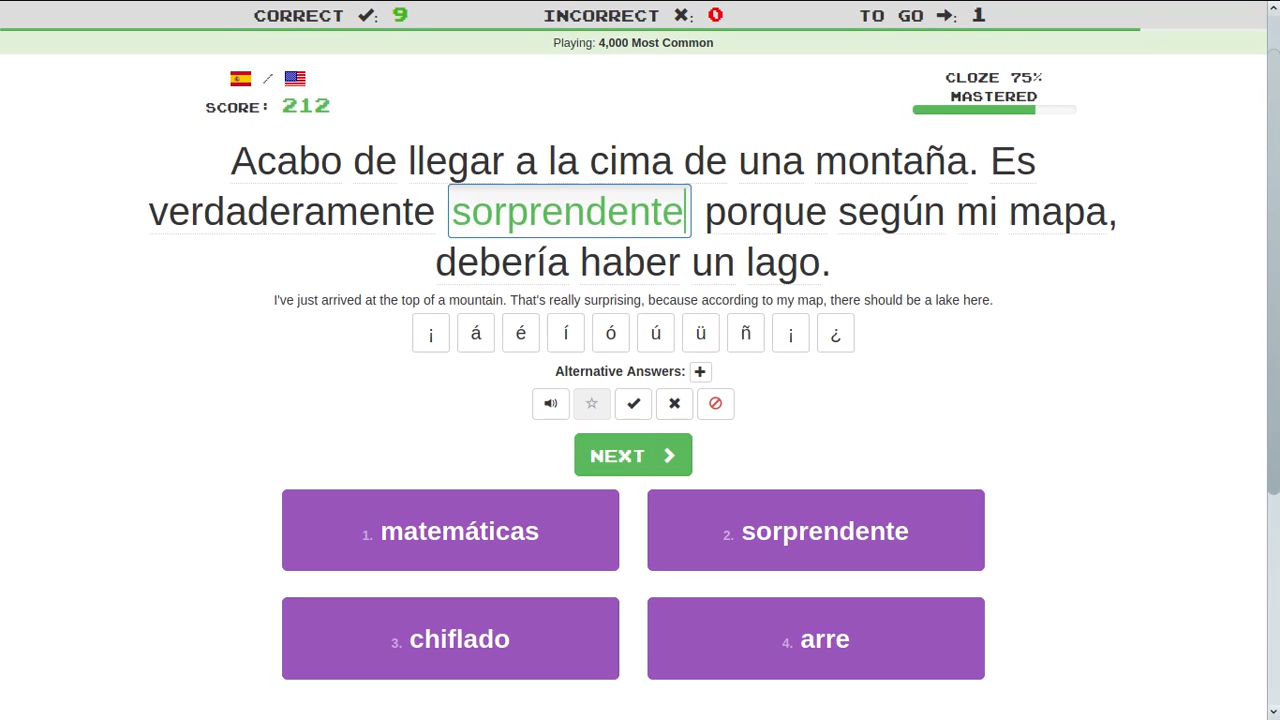 CORRECT ✔: 9 INCORRECT ✖: 0 TO GO ➔: 1
Playing: 4,000 Most Common
/
SCORE: 212
CLOZE 75%
MASTERED
Acabo de llegar a la cima de una montaña. Es
verdaderamente sorprendente porque según mi mapa,
debería haber un lago.
I've just arrived at the top of a mountain. That's really surprising, because according to my map, there should be a lake here.
¡ á é í ó ú ü ñ ¡ ¿
Alternative Answers: +
NEXT
1. matemáticas
2. sorprendente
3. chiflado
4. arre